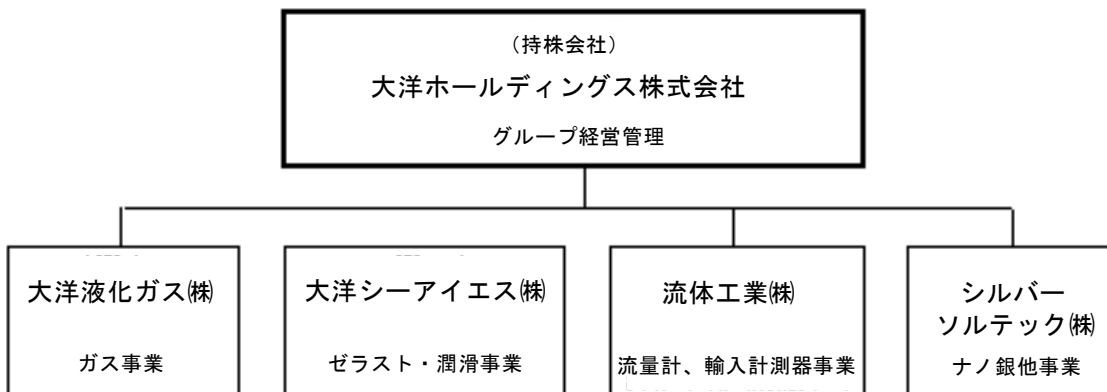 （持株会社）
大洋ホールディングス株式会社
グループ経営管理
大洋液化ガス㈱
ガス事業
大洋シーアイエス㈱
ゼラスト・潤滑事業
流体工業㈱
流量計、輸入計測器事業
シルバー
ソルテック㈱
ナノ銀他事業